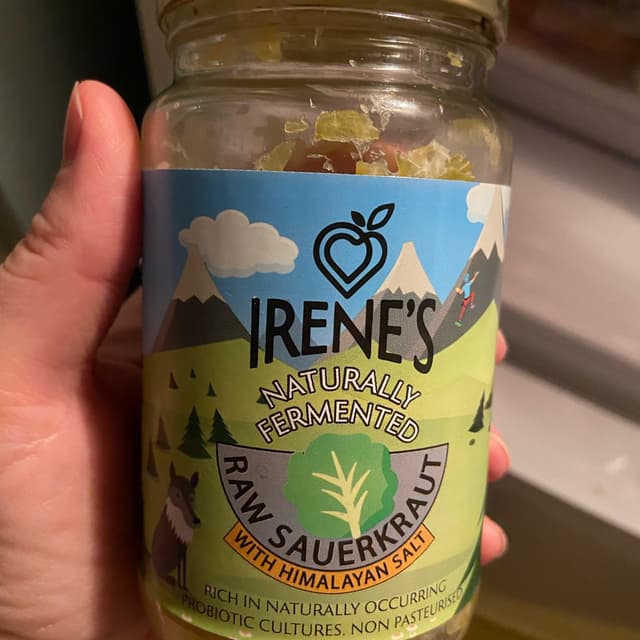 IRENE'S
NATURALLY
FERMENTED
RAW SAUERKRAUT
WITH HIMALAYAN SALT
RICH IN NATURALLY OCCURRING
PROBIOTIC CULTURES. NON PASTEURISED